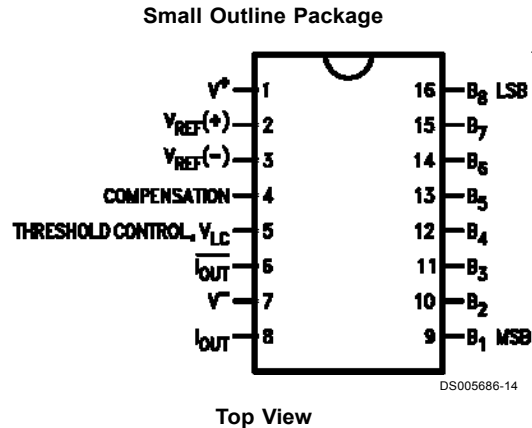 Small Outline Package
V+ 1 16 B8 LSB
VREF(+) 2 15 B7
VREF(−) 3 14 B6
COMPENSATION 4 13 B5
THRESHOLD CONTROL, VLC 5 12 B4
I̅O̅U̅T̅ 6 11 B3
V− 7 10 B2
IOUT 8 9 B1 MSB
DS005686-14
Top View